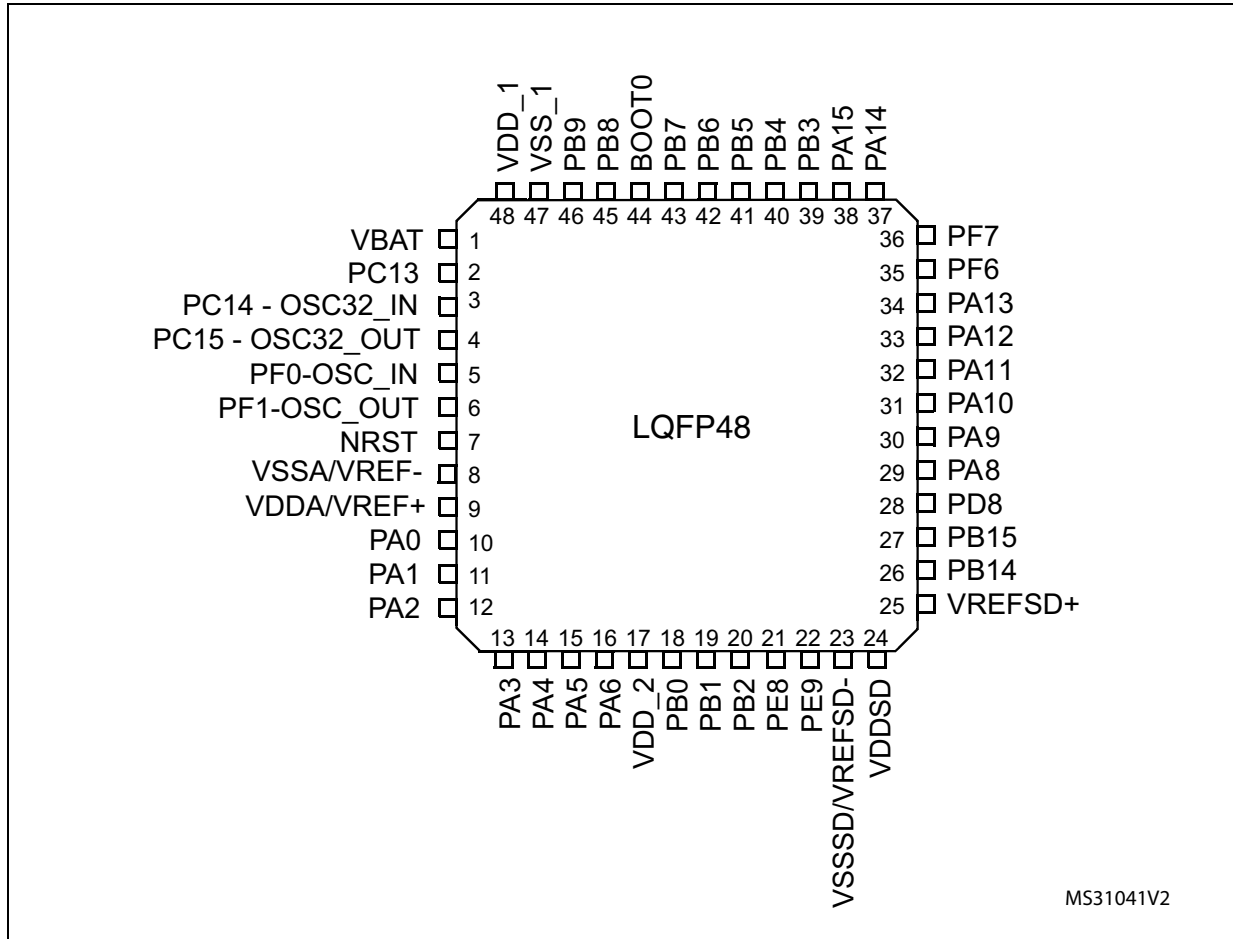 VDD_1
VSS_1
PB9
PB8
BOOT0
PB7
PB6
PB5
PB4
PB3
PA15
PA14
48 47 46 45 44 43 42 41 40 39 38 37
VBAT 1
PC13 2
PC14 - OSC32_IN 3
PC15 - OSC32_OUT 4
PF0-OSC_IN 5
PF1-OSC_OUT 6
NRST 7
VSSA/VREF- 8
VDDA/VREF+ 9
PA0 10
PA1 11
PA2 12
LQFP48
36 PF7
35 PF6
34 PA13
33 PA12
32 PA11
31 PA10
30 PA9
29 PA8
28 PD8
27 PB15
26 PB14
25 VREFSD+
13 14 15 16 17 18 19 20 21 22 23 24
PA3
PA4
PA5
PA6
VDD_2
PB0
PB1
PB2
PE8
PE9
VSSSD/VREFSD-
VDDSD
MS31041V2